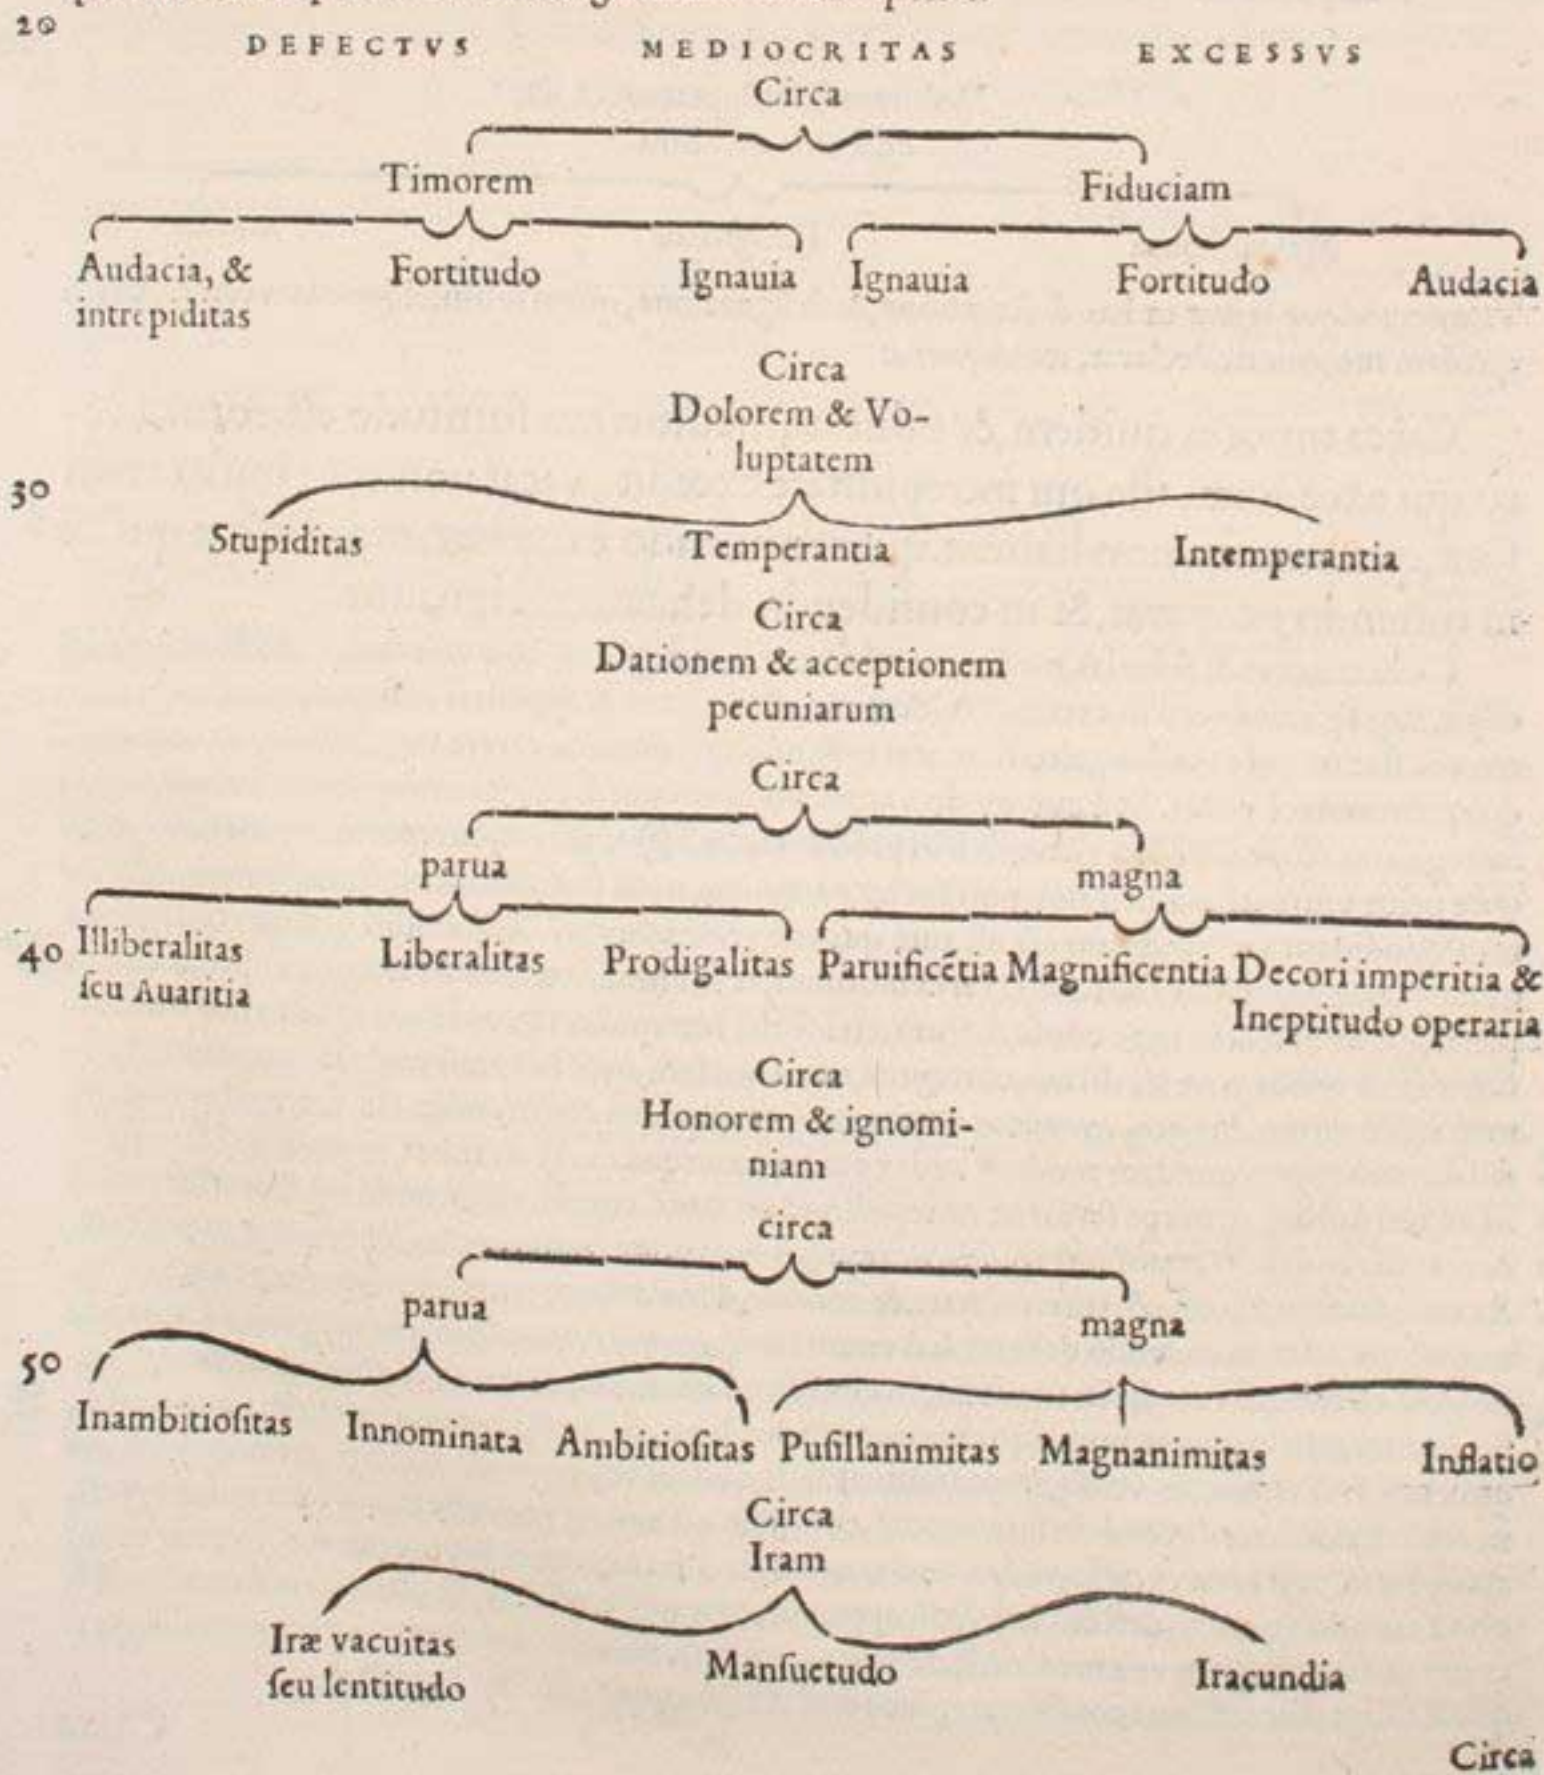 20
DEFECTVS MEDIOCRITAS EXCESSVS
Circa
Timorem Fiduciam
Audacia, & Fortitudo Ignauia Ignauia Fortitudo Audacia
intrepiditas
Circa
Dolorem & Vo-
luptatem
30
Stupiditas Temperantia Intemperantia
Circa
Dationem & acceptionem
pecuniarum
Circa
parua magna
40 Illiberalitas Liberalitas Prodigalitas Paruificẽtia Magnificentia Decori imperitia &
ſeu Auaritia Ineptitudo operaria
Circa
Honorem & ignomi-
niam
circa
parua magna
50
Inambitioſitas Innominata Ambitioſitas Puſillanimitas Magnanimitas Inflatio
Circa
Iram
Iræ vacuitas Manſuetudo Iracundia
ſeu lentitudo
Circa